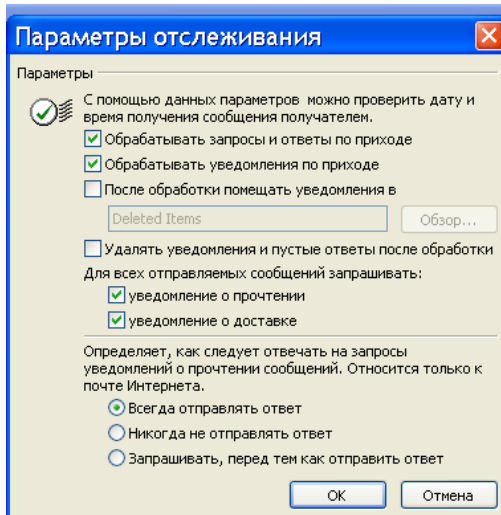 Параметры отслеживания
Параметры
С помощью данных параметров можно проверить дату и
время получения сообщения получателем.
Обрабатывать запросы и ответы по приходе
Обрабатывать уведомления по приходе
После обработки помещать уведомления в
Deleted Items
Обзор...
Удалять уведомления и пустые ответы после обработки
Для всех отправляемых сообщений запрашивать:
уведомление о прочтении
уведомление о доставке
Определяет, как следует отвечать на запросы
уведомлений о прочтении сообщений. Относится только к
почте Интернета.
Всегда отправлять ответ
Никогда не отправлять ответ
Запрашивать, перед тем как отправить ответ
ОК
Отмена